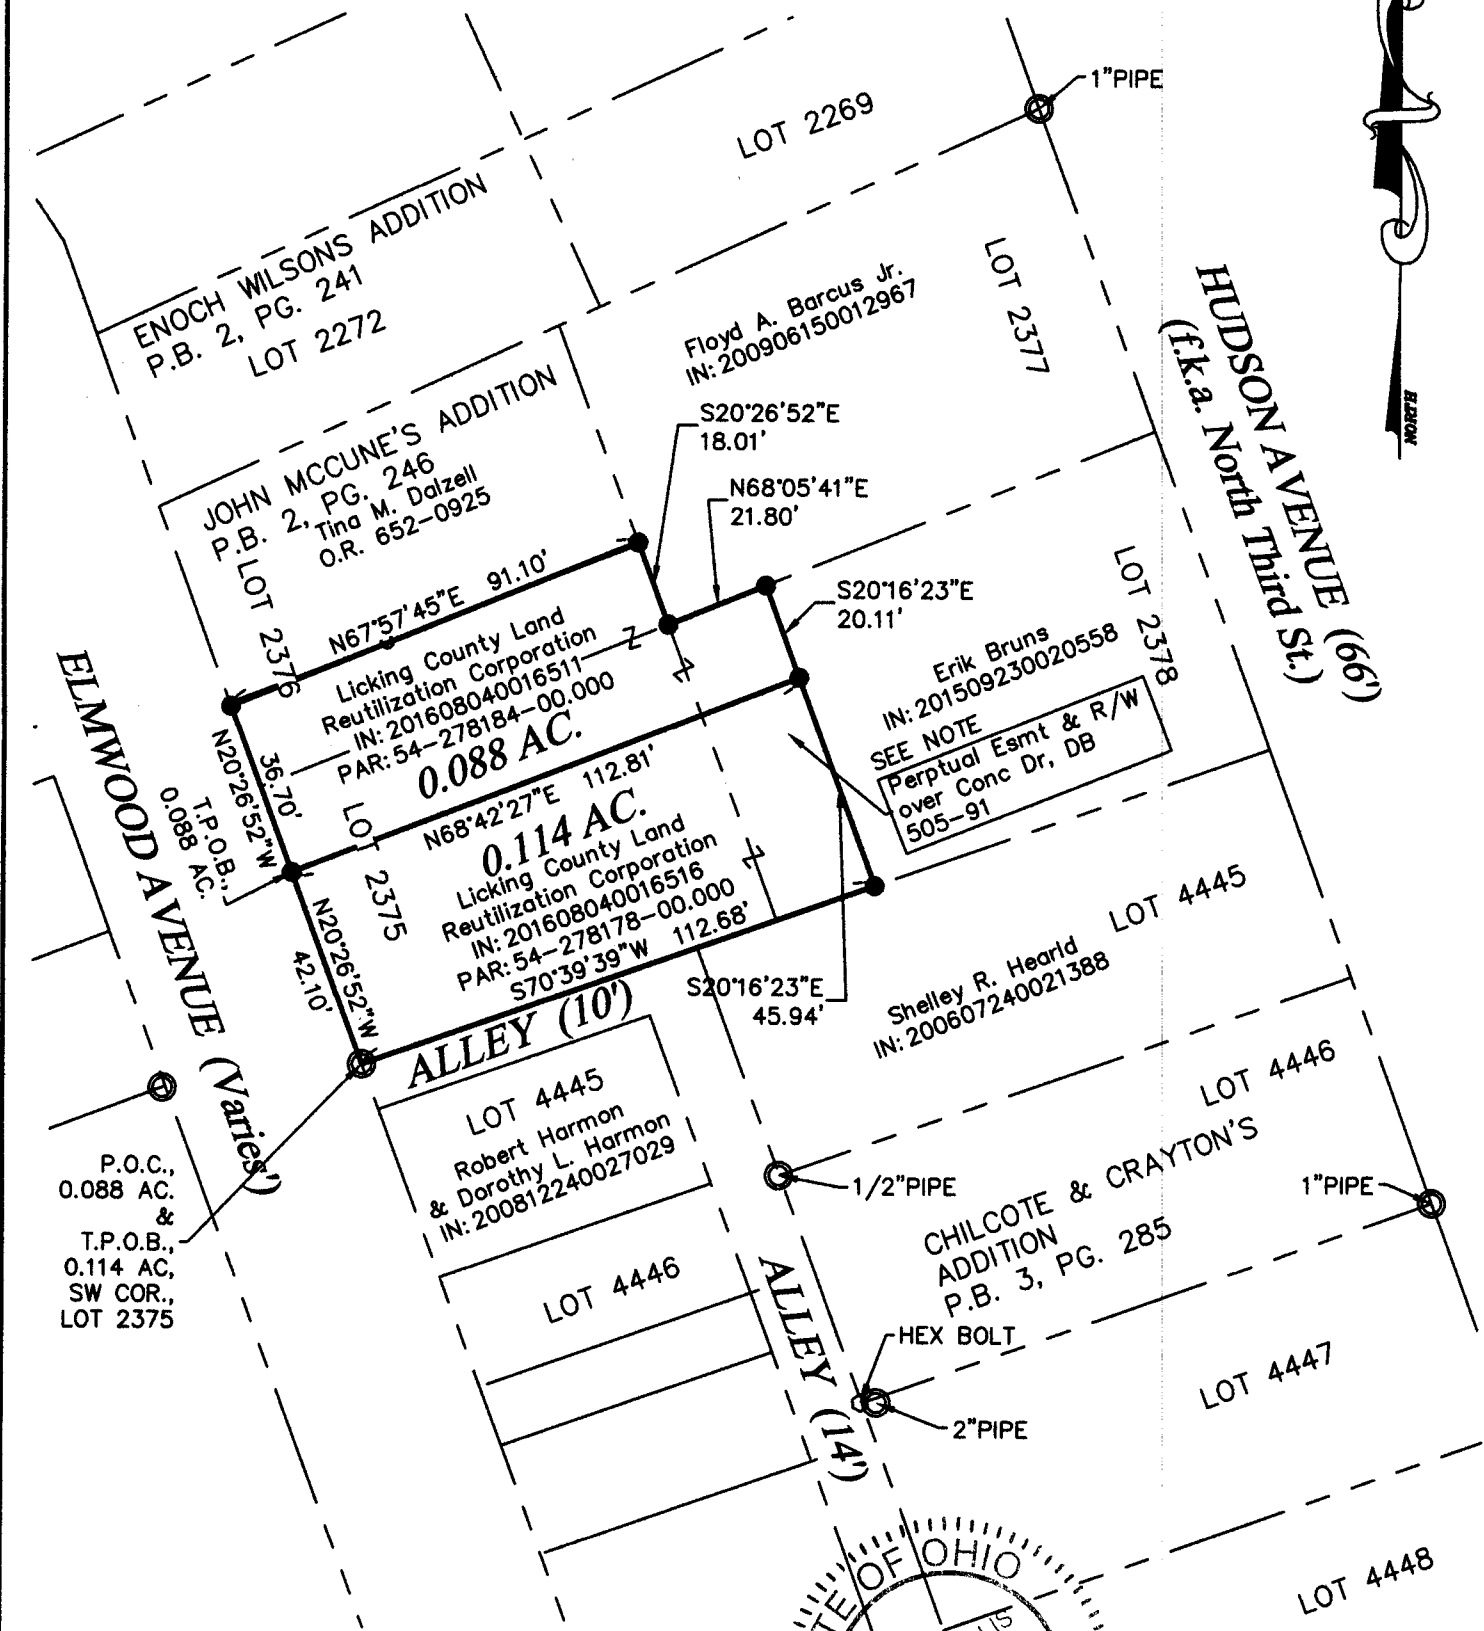 1"PIPE
LOT 2269
NORTH
ENOCH WILSONS ADDITION
P.B. 2, PG. 241
LOT 2272
Floyd A. Barcus Jr.
IN: 200906150012967
LOT 2377
HUDSON AVENUE (66')
(f.k.a. North Third St.)
JOHN MCCUNE'S ADDITION
P.B. 2, PG. 246
Tina M. Dalzell
O.R. 652-0925
LOT 2376
S20°26'52"E
18.01'
N68°05'41"E
21.80'
S20°16'23"E
20.11'
N67°57'45"E 91.10'
Licking County Land
Reutilization Corporation
IN: 201608040016511
PAR: 54-278184-00.000
0.088 AC.
Z
Z
LOT 2378
Erik Bruns
IN: 201509230020558
SEE NOTE
Perptual Esmt & R/W
over Conc Dr, DB
505-91
ELMWOOD AVENUE (Varies')
N20°26'52"W
36.70'
T.P.O.B.,
0.088 AC.
N68°42'27"E 112.81'
LOT 2375
0.114 AC.
Licking County Land
Reutilization Corporation
IN: 201608040016516
PAR: 54-278178-00.000
S70°39'39"W 112.68'
Z
N20°26'52"W
42.10'
S20°16'23"E
45.94'
LOT 4445
Shelley R. Hearld
IN: 200607240021388
ALLEY (10')
LOT 4445
Robert Harmon
& Dorothy L. Harmon
IN: 200812240027029
LOT 4446
P.O.C.,
0.088 AC.
&
T.P.O.B.,
0.114 AC,
SW COR.,
LOT 2375
1/2"PIPE
1"PIPE
CHILCOTE & CRAYTON'S
ADDITION
P.B. 3, PG. 285
LOT 4446
ALLEY (14')
HEX BOLT
2"PIPE
LOT 4447
LOT 4448
TE OF OHIO